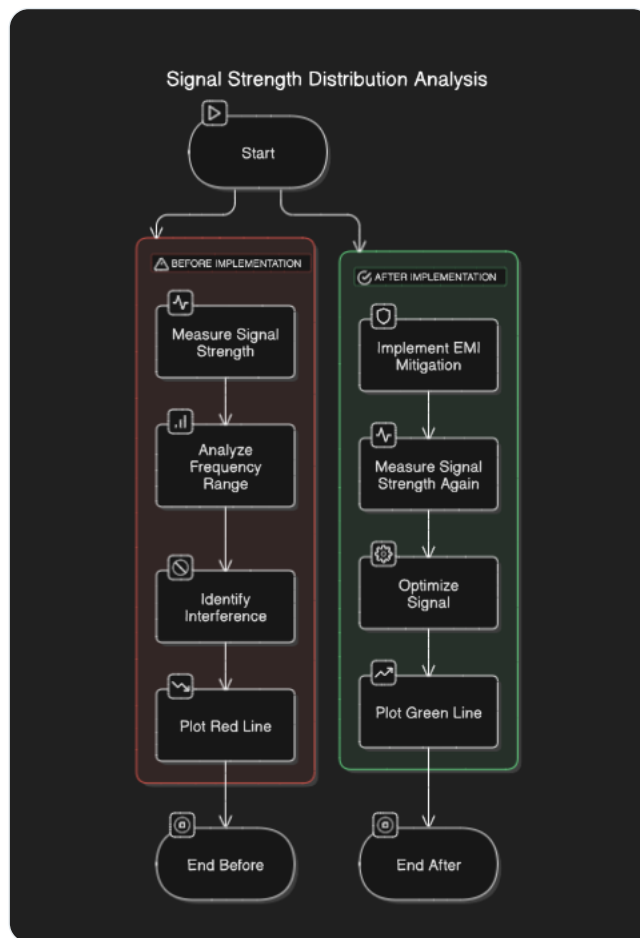 Signal Strength Distribution Analysis
Start
BEFORE IMPLEMENTATION
Measure Signal
Strength
Analyze
Frequency
Range
Identify
Interference
Plot Red Line
End Before
AFTER IMPLEMENTATION
Implement EMI
Mitigation
Measure Signal
Strength Again
Optimize
Signal
Plot Green Line
End After